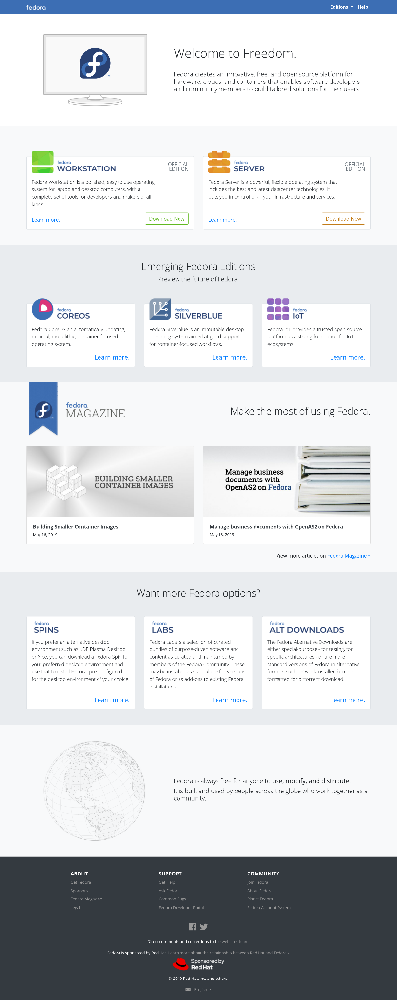 fedora
Editions
Help
Welcome to Freedom.
Fedora creates an innovative, free, and open source platform for
hardware, clouds, and containers that enables software developers
and community members to build tailored solutions for their users.
TM
fedora
WORKSTATION
OFFICIAL
EDITION
Fedora Workstation is a polished, easy to use operating
system for laptop and desktop computers, with a
complete set of tools for developers and makers of all
kinds.
Learn more.
Download Now
fedora
SERVER
OFFICIAL
EDITION
Fedora Server is a powerful, flexible operating system that
includes the best and latest datacenter technologies. It
puts you in control of all your infrastructure and services.
Learn more.
Download Now
Emerging Fedora Editions
Preview the future of Fedora.
fedora
COREOS
Fedora CoreOS an automatically updating,
minimal, monolithic, container-focused
operating system.
Learn more.
fedora
SILVERBLUE
Fedora Silverblue is an immutable desktop
operating system aimed at good support
for container-focused workflows.
Learn more.
fedora
IoT
Fedora IoT provides a trusted open source
platform as a strong foundation for IoT
ecosystems.
Learn more.
TM
fedora
MAGAZINE
Make the most of using Fedora.
BUILDING SMALLER
CONTAINER IMAGES
Building Smaller Container Images
May 16, 2019
Manage business
documents with
OpenAS2 on Fedora
Manage business documents with OpenAS2 on Fedora
May 13, 2019
View more articles on Fedora Magazine »
Want more Fedora options?
fedora
SPINS
If you prefer an alternative desktop
environment such as KDE Plasma Desktop
or Xfce, you can download a Fedora Spin for
your preferred desktop environment and
use that to install Fedora, pre-configured
for the desktop environment of your choice.
Learn more.
fedora
LABS
Fedora Labs is a selection of curated
bundles of purpose-driven software and
content as curated and maintained by
members of the Fedora Community. These
may be installed as standalone full versions
of Fedora or as add-ons to existing Fedora
installations.
Learn more.
fedora
ALT DOWNLOADS
The Fedora Alternative Downloads are
either special-purpose - for testing, for
specific architectures - or are more
standard versions of Fedora in alternative
formats such network installer format or
formatted for bittorrent download.
Learn more.
Fedora is always free for anyone to use, modify, and distribute.
It is built and used by people across the globe who work together as a
community.
ABOUT
Get Fedora
Sponsors
Fedora Magazine
Legal
SUPPORT
Get Help
Ask Fedora
Common Bugs
Fedora Developer Portal
COMMUNITY
Join Fedora
About Fedora
Planet Fedora
Fedora Account System
Direct comments and corrections to the websites team.
Fedora is sponsored by Red Hat. Learn more about the relationship between Red Hat and Fedora »
Sponsored by
Red Hat
© 2019 Red Hat, Inc. and others.
English